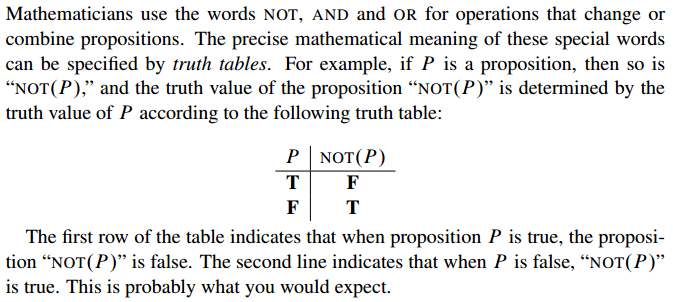 Mathematicians use the words NOT, AND and OR for operations that change or
combine propositions. The precise mathematical meaning of these special words
can be specified by truth tables. For example, if P is a proposition, then so is
“NOT(P),” and the truth value of the proposition “NOT(P)” is determined by the
truth value of P according to the following truth table:
P NOT(P)
T F
F T
The first row of the table indicates that when proposition P is true, the proposi-
tion “NOT(P)” is false. The second line indicates that when P is false, “NOT(P)”
is true. This is probably what you would expect.